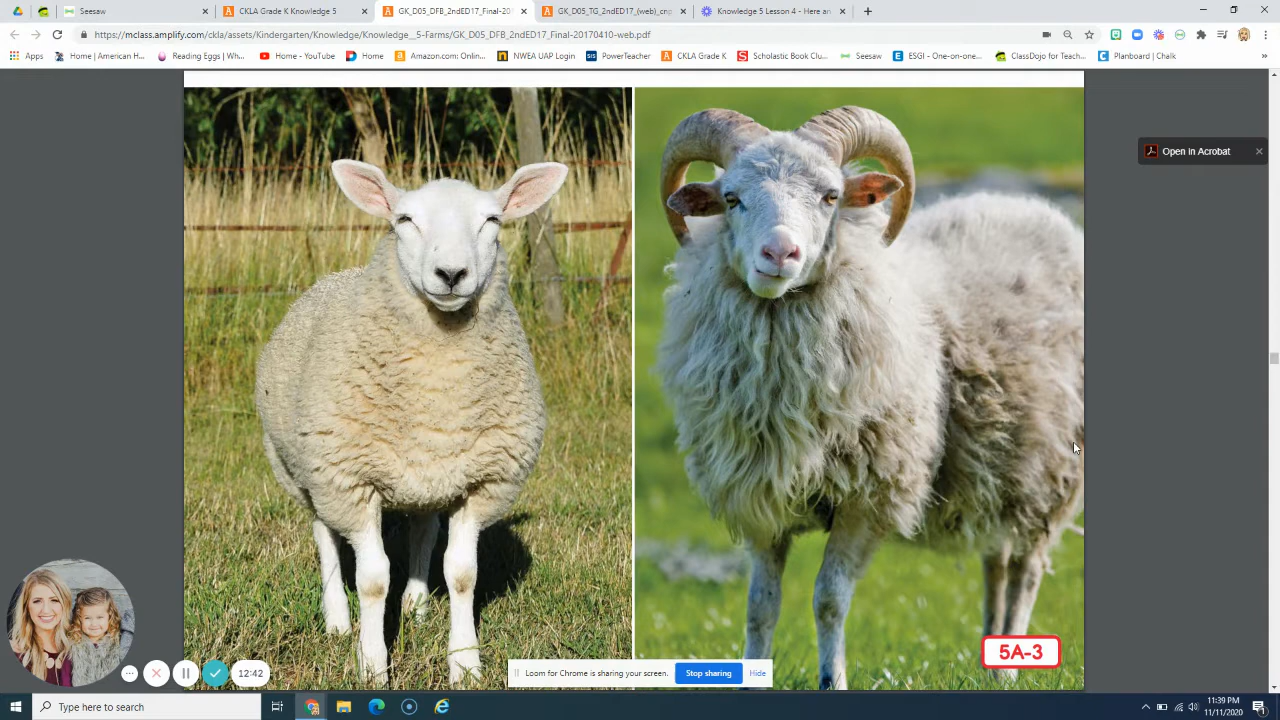 Seesaw
CKLA Grade K Knowledge 5
GK_D05_DFB_2ndED17_Final-20
GK_D05_TG_2ndED17_(web)_cnp
Knowledge 5 Lesson 4 - Here an
https://mclass.amplify.com/ckla/assets/Kindergarten/Knowledge/Knowledge_5-Farms/GK_D05_DFB_2ndED17_Final-20170410-web.pdf
Apps Home | American H... Reading Eggs - Wh... Home - YouTube Home Amazon.com: Onlin... NWEA UAP Login PowerTeacher CKLA Grade K Scholastic Book Clu... Seesaw ESGI - One-on-one... ClassDojo for Teach... Planboard | Chalk »
Open in Acrobat
5A-3
12:42
Loom for Chrome is sharing your screen. Stop sharing Hide
Type here to search
11:39 PM
11/11/2020